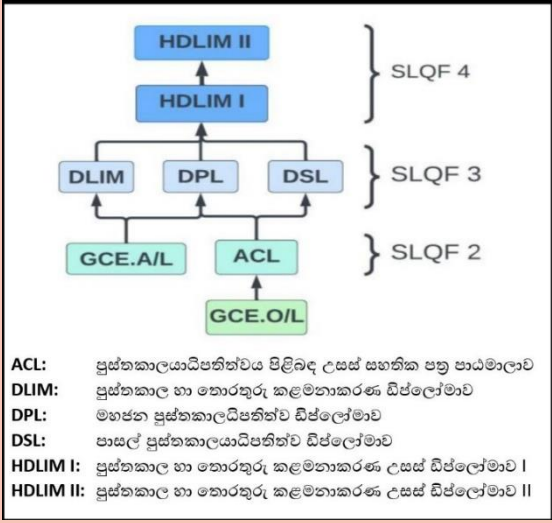 HDLIM II
SLQF 4
HDLIM I
DLIM DPL DSL SLQF 3
GCE.A/L ACL SLQF 2
GCE.O/L
ACL: පුස්තකාලයාධිපතිත්වය පිළිබඳ උසස් සහතික පත්‍ර පාඨමාලාව
DLIM: පුස්තකාල හා තොරතුරු කළමනාකරණ ඩිප්ලෝමාව
DPL: මහජන පුස්තකාලධිපතිත්ව ඩිප්ලෝමාව
DSL: පාසල් පුස්තකාලයාධිපතිත්ව ඩිප්ලෝමාව
HDLIM I: පුස්තකාල හා තොරතුරු කළමනාකරණ උසස් ඩිප්ලෝමාව I
HDLIM II: පුස්තකාල හා තොරතුරු කළමනාකරණ උසස් ඩිප්ලෝමාව II